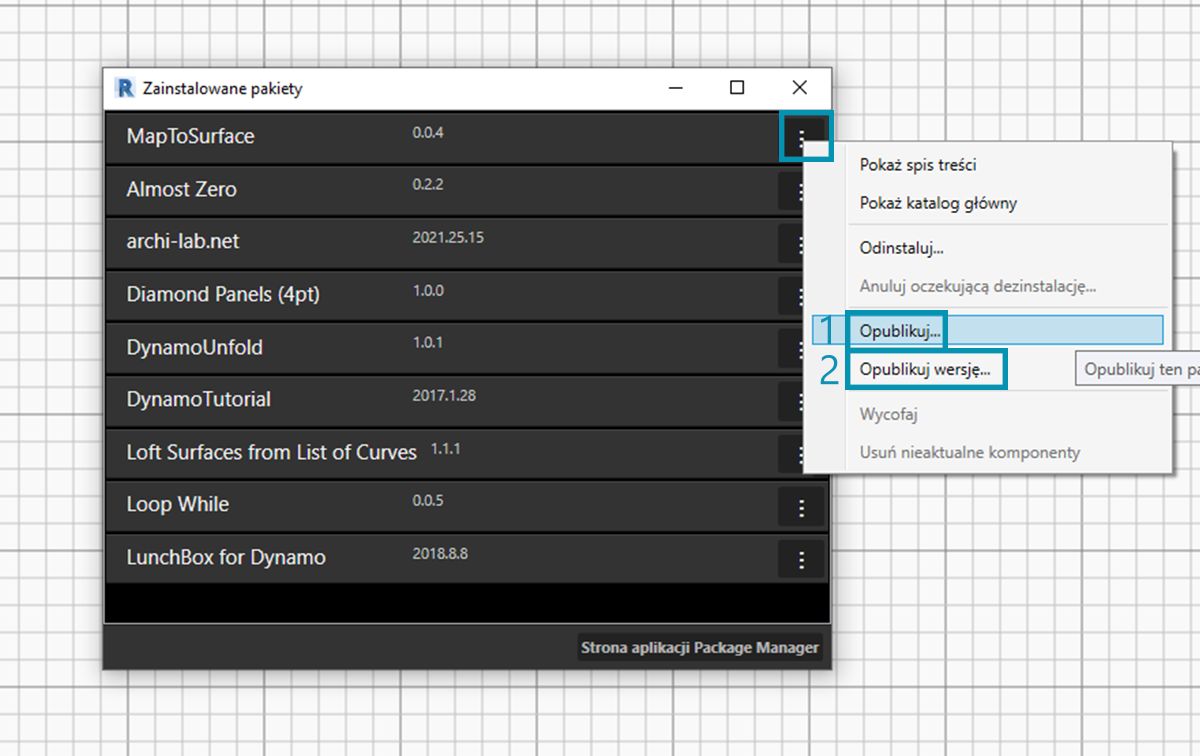 Zainstalowane pakiety
MapToSurface 0.0.4
Almost Zero 0.2.2
archi-lab.net 2021.25.15
Diamond Panels (4pt) 1.0.0
DynamoUnfold 1.0.1
DynamoTutorial 2017.1.28
Loft Surfaces from List of Curves 1.1.1
Loop While 0.0.5
LunchBox for Dynamo 2018.8.8
Strona aplikacji Package Manager
Pokaż spis treści
Pokaż katalog główny
Odinstaluj...
Anuluj oczekującą dezinstalację...
1 Opublikuj...
2 Opublikuj wersję...
Opublikuj ten pa
Wycofaj
Usuń nieaktualne komponenty